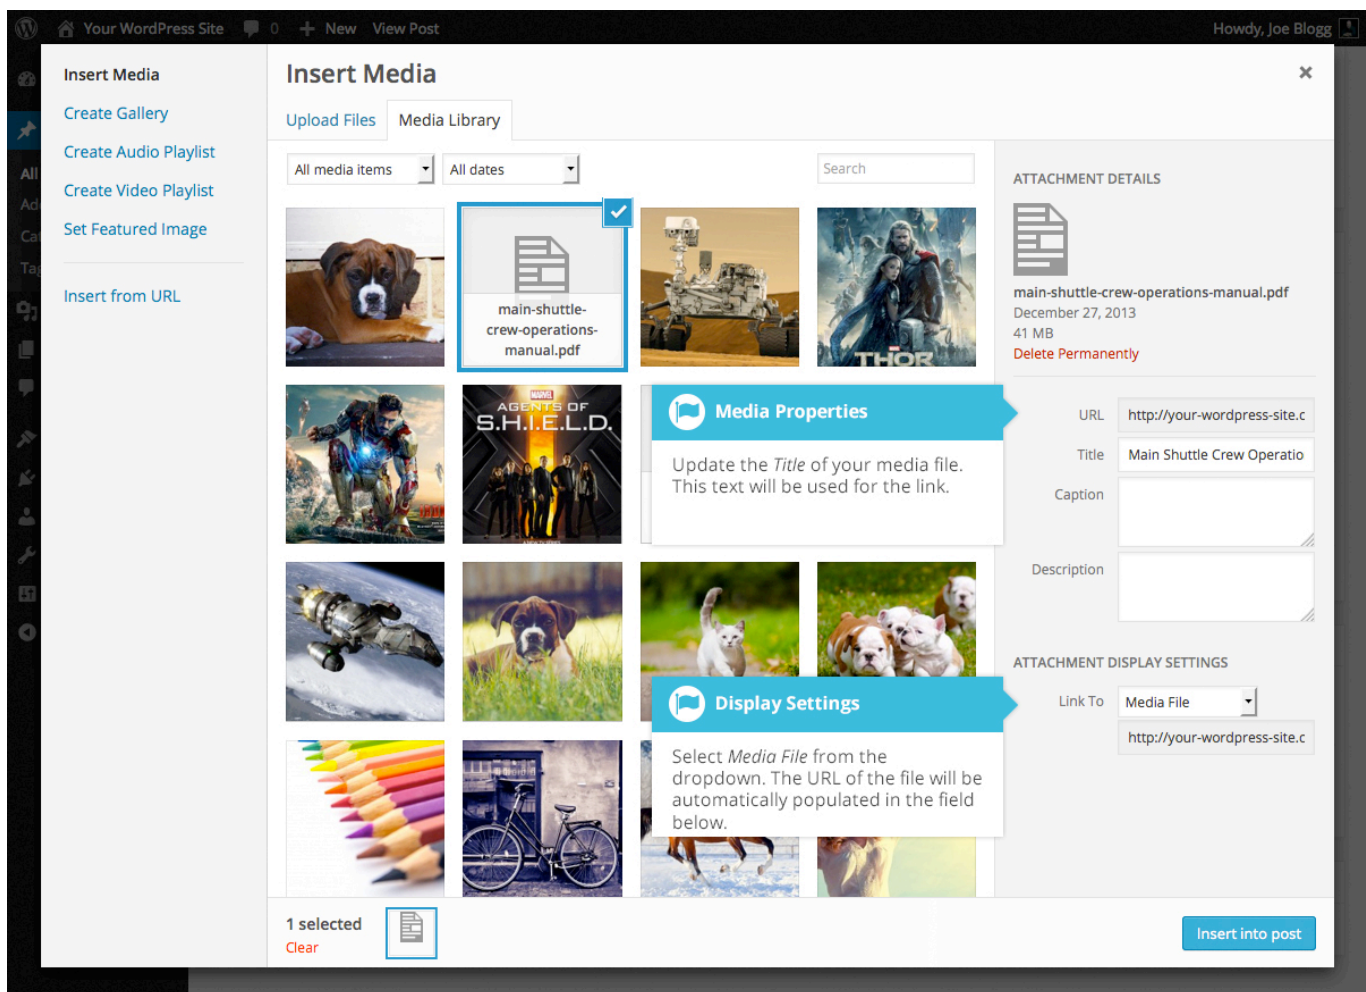 Your WordPress Site
0
New
View Post
Howdy, Joe Blogg
Insert Media
Create Gallery
Create Audio Playlist
Create Video Playlist
Set Featured Image
Insert from URL
All
Ad
Cat
Tag
Insert Media
Upload Files
Media Library
All media items
All dates
Search
main-shuttle-
crew-operations-
manual.pdf
MARVEL
THOR
MARVEL
AGENTS OF
S.H.I.E.L.D.
Media Properties
Update the Title of your media file.
This text will be used for the link.
Display Settings
Select Media File from the
dropdown. The URL of the file will be
automatically populated in the field
below.
ATTACHMENT DETAILS
main-shuttle-crew-operations-manual.pdf
December 27, 2013
41 MB
Delete Permanently
URL
http://your-wordpress-site.c
Title
Main Shuttle Crew Operatio
Caption
Description
ATTACHMENT DISPLAY SETTINGS
Link To
Media File
http://your-wordpress-site.c
1 selected
Clear
Insert into post